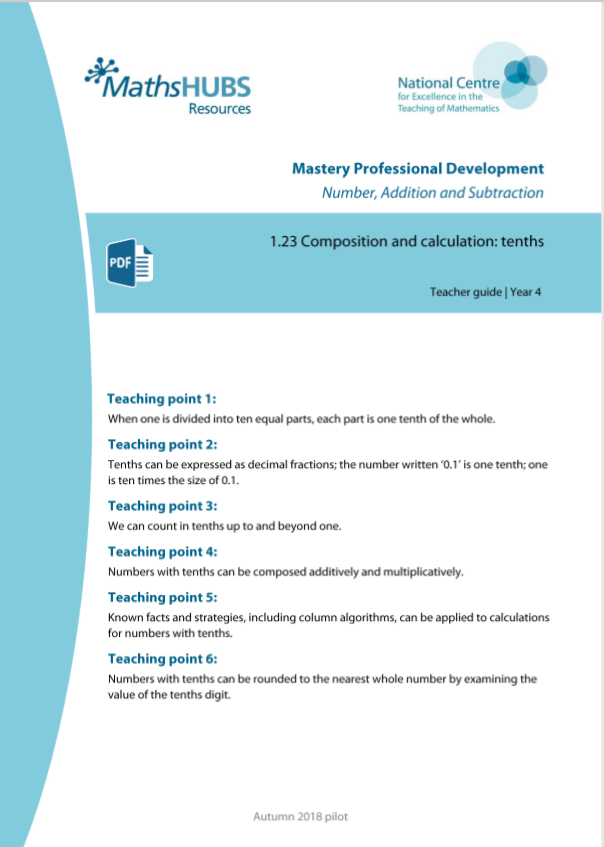 MathsHUBS
Resources
National Centre
for Excellence in the
Teaching of Mathematics
Mastery Professional Development
Number, Addition and Subtraction
1.23 Composition and calculation: tenths
PDF
Teacher guide | Year 4
Teaching point 1:
When one is divided into ten equal parts, each part is one tenth of the whole.
Teaching point 2:
Tenths can be expressed as decimal fractions; the number written ‘0.1’ is one tenth; one
is ten times the size of 0.1.
Teaching point 3:
We can count in tenths up to and beyond one.
Teaching point 4:
Numbers with tenths can be composed additively and multiplicatively.
Teaching point 5:
Known facts and strategies, including column algorithms, can be applied to calculations
for numbers with tenths.
Teaching point 6:
Numbers with tenths can be rounded to the nearest whole number by examining the
value of the tenths digit.
Autumn 2018 pilot